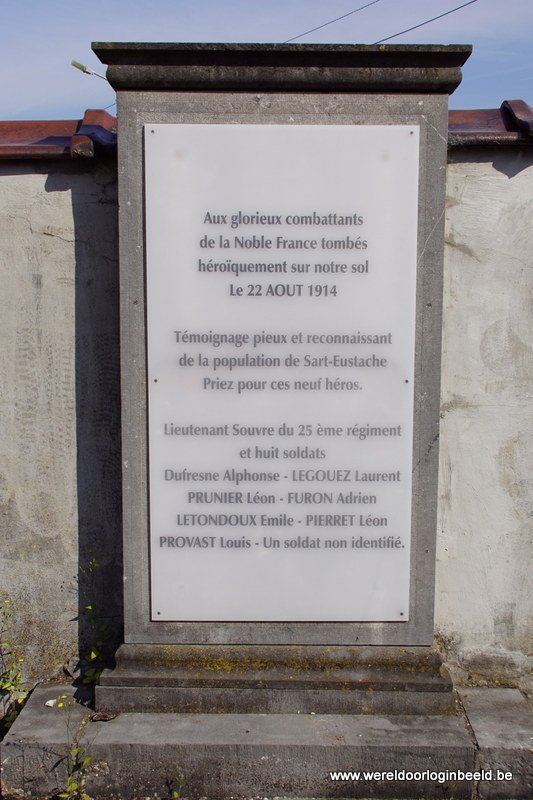 Aux glorieux combattants
de la Noble France tombés
héroïquement sur notre sol
Le 22 AOUT 1914
Témoignage pieux et reconnaissant
de la population de Sart-Eustache
Priez pour ces neuf héros.
Lieutenant Souvre du 25 ème régiment
et huit soldats
Dufresne Alphonse - LEGOUEZ Laurent
PRUNIER Léon - FURON Adrien
LETONDOUX Emile - PIERRET Léon
PROVAST Louis - Un soldat non identifié.
www.wereldoorloginbeeld.be